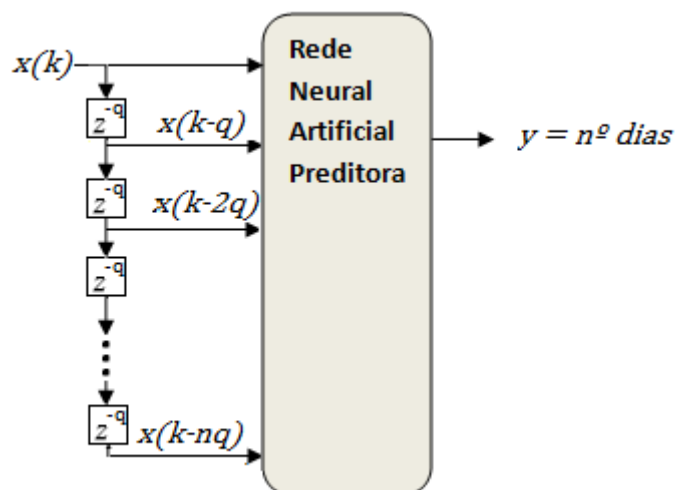 x(k)
Rede
Neural
Artificial
Preditora
z^-q
x(k-q)
y = nº dias
z^-q
x(k-2q)
z^-q
z^-q
x(k-nq)